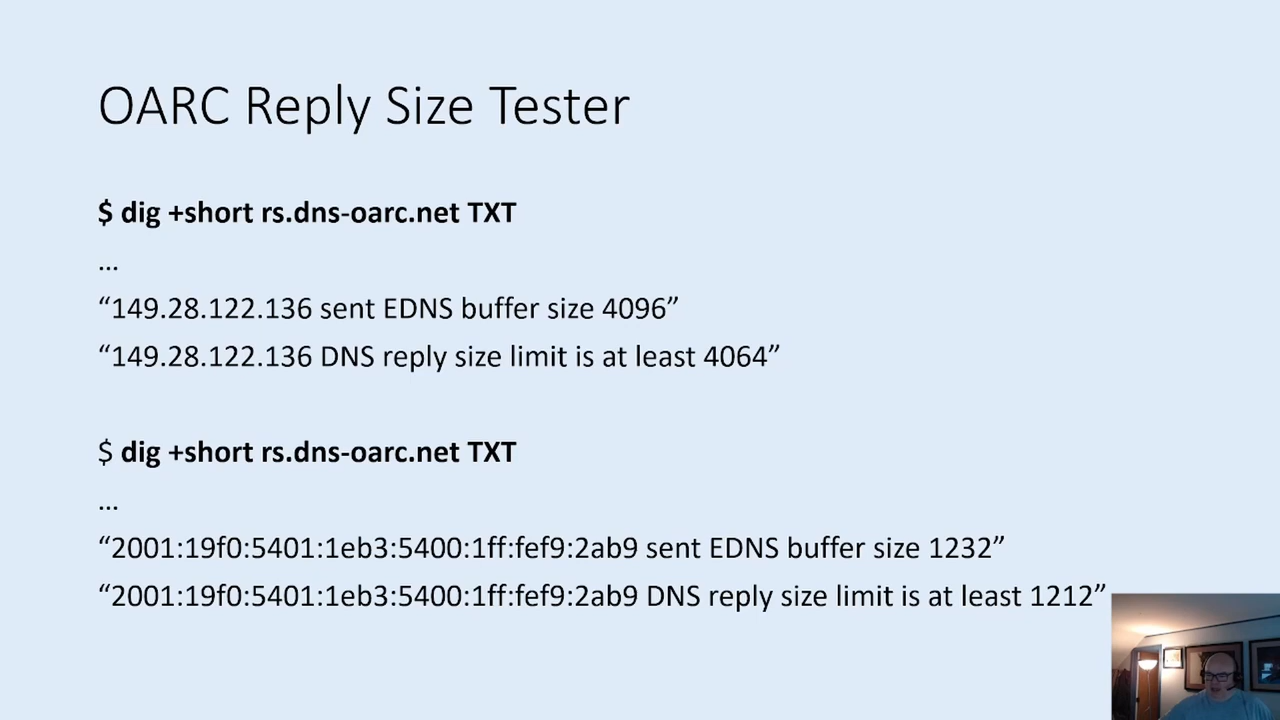 OARC Reply Size Tester
$ dig +short rs.dns-oarc.net TXT
…
“149.28.122.136 sent EDNS buffer size 4096”
“149.28.122.136 DNS reply size limit is at least 4064”
$ dig +short rs.dns-oarc.net TXT
…
“2001:19f0:5401:1eb3:5400:1ff:fef9:2ab9 sent EDNS buffer size 1232”
“2001:19f0:5401:1eb3:5400:1ff:fef9:2ab9 DNS reply size limit is at least 1212”